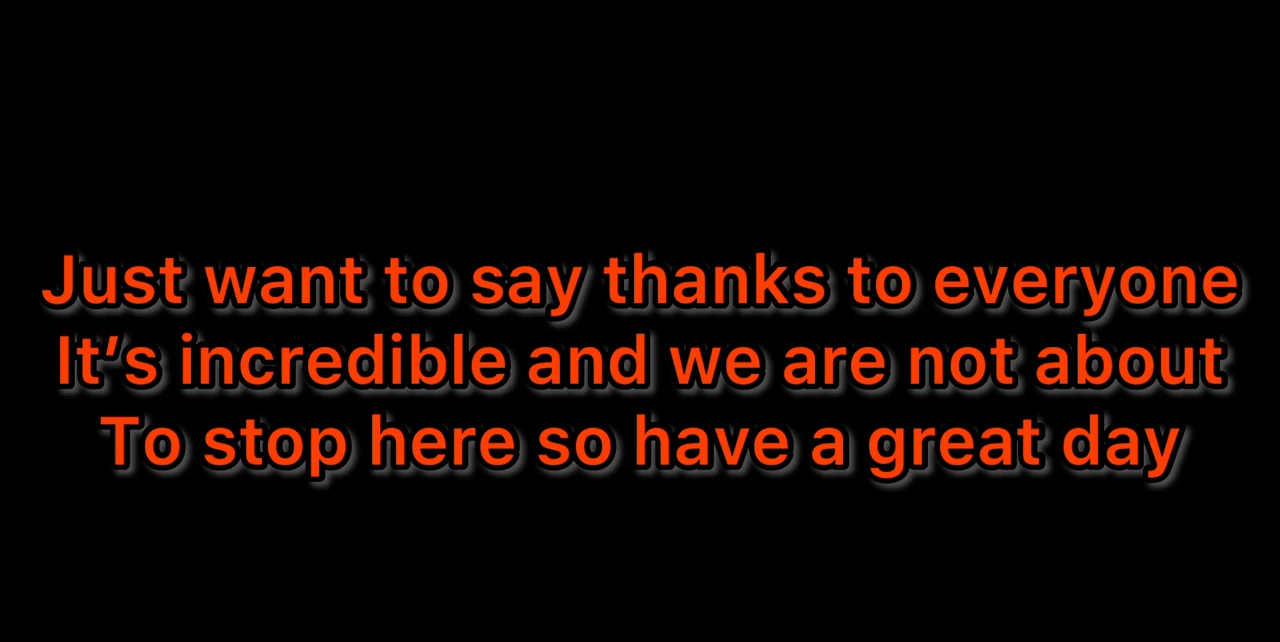 Just want to say thanks to everyone
It’s incredible and we are not about
To stop here so have a great day